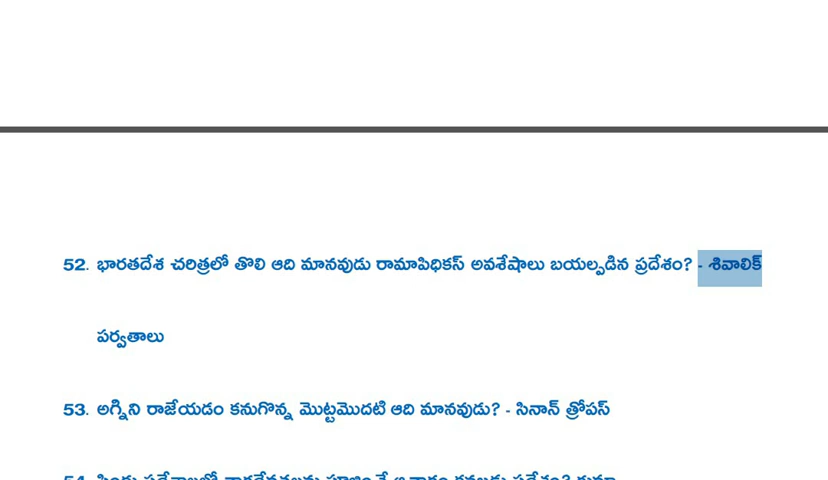 52. భారతదేశ చరిత్రలో తొలి ఆది మానవుడు రామాపిథికస్ అవశేషాలు బయల్పడిన ప్రదేశం? - శివాలిక్
పర్వతాలు
53. అగ్నిని రాజేయడం కనుగొన్న మొట్టమొదటి ఆది మానవుడు? - సినాన్ త్రోపస్
54.